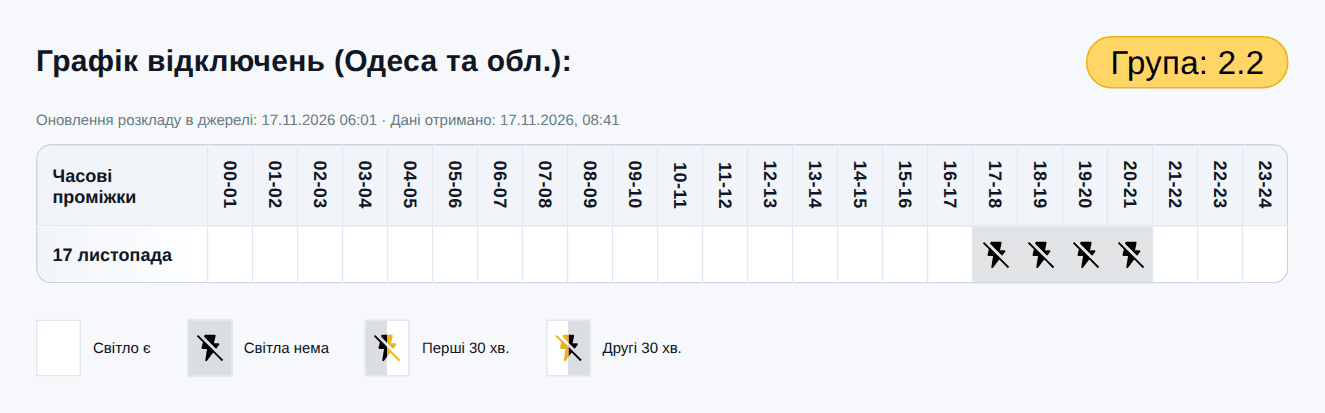 Графік відключень (Одеса та обл.):
Група: 2.2
Оновлення розкладу в джерелі: 17.11.2026 06:01 · Дані отримано: 17.11.2026, 08:41
Часові
проміжки
00-01
01-02
02-03
03-04
04-05
05-06
06-07
07-08
08-09
09-10
10-11
11-12
12-13
13-14
14-15
15-16
16-17
17-18
18-19
19-20
20-21
21-22
22-23
23-24
17 листопада
Світло є
Світла нема
Перші 30 хв.
Другі 30 хв.